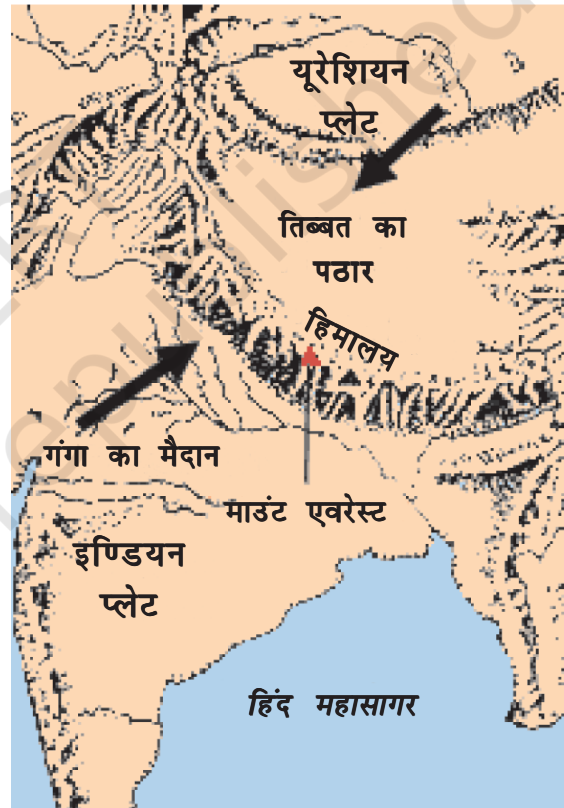 यूरेशियन
प्लेट
तिब्बत का
पठार
हिमालय
गंगा का मैदान
माउंट एवरेस्ट
इण्डियन
प्लेट
हिंद महासागर